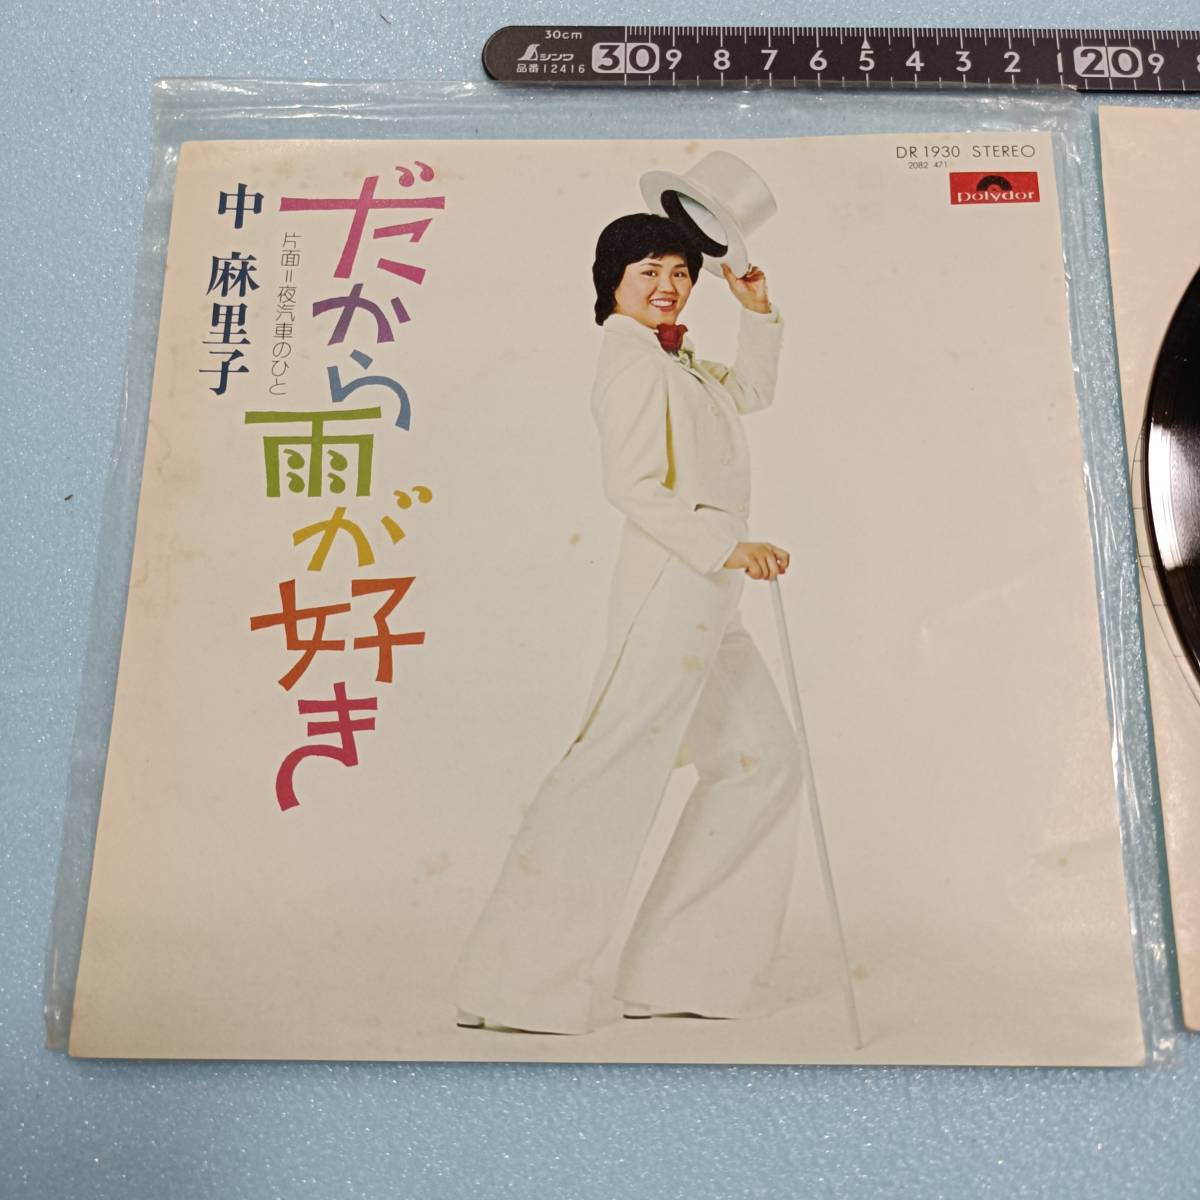 30cm
シンワ
品番12416
30 9 8 7 6 5 4 3 2 1 20 9 8
DR 1930 STEREO
2082 471
polydor
だから雨が好き
片面=夜汽車のひと
中 麻里子